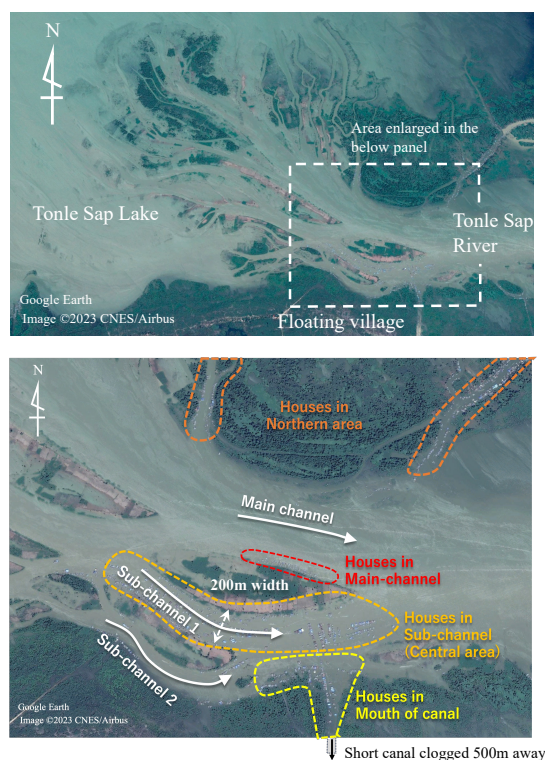 N
Area enlarged in the
below panel
Tonle Sap Lake
Tonle Sap
River
Google Earth
Image ©2023 CNES/Airbus
Floating village
N
Houses in
Northern area
Main channel
Houses in
Main-channel
200m width
Sub-channel 1
Houses in
Sub-channel
(Central area)
Sub-channel 2
Houses in
Mouth of canal
Google Earth
Image ©2023 CNES/Airbus
Short canal clogged 500m away